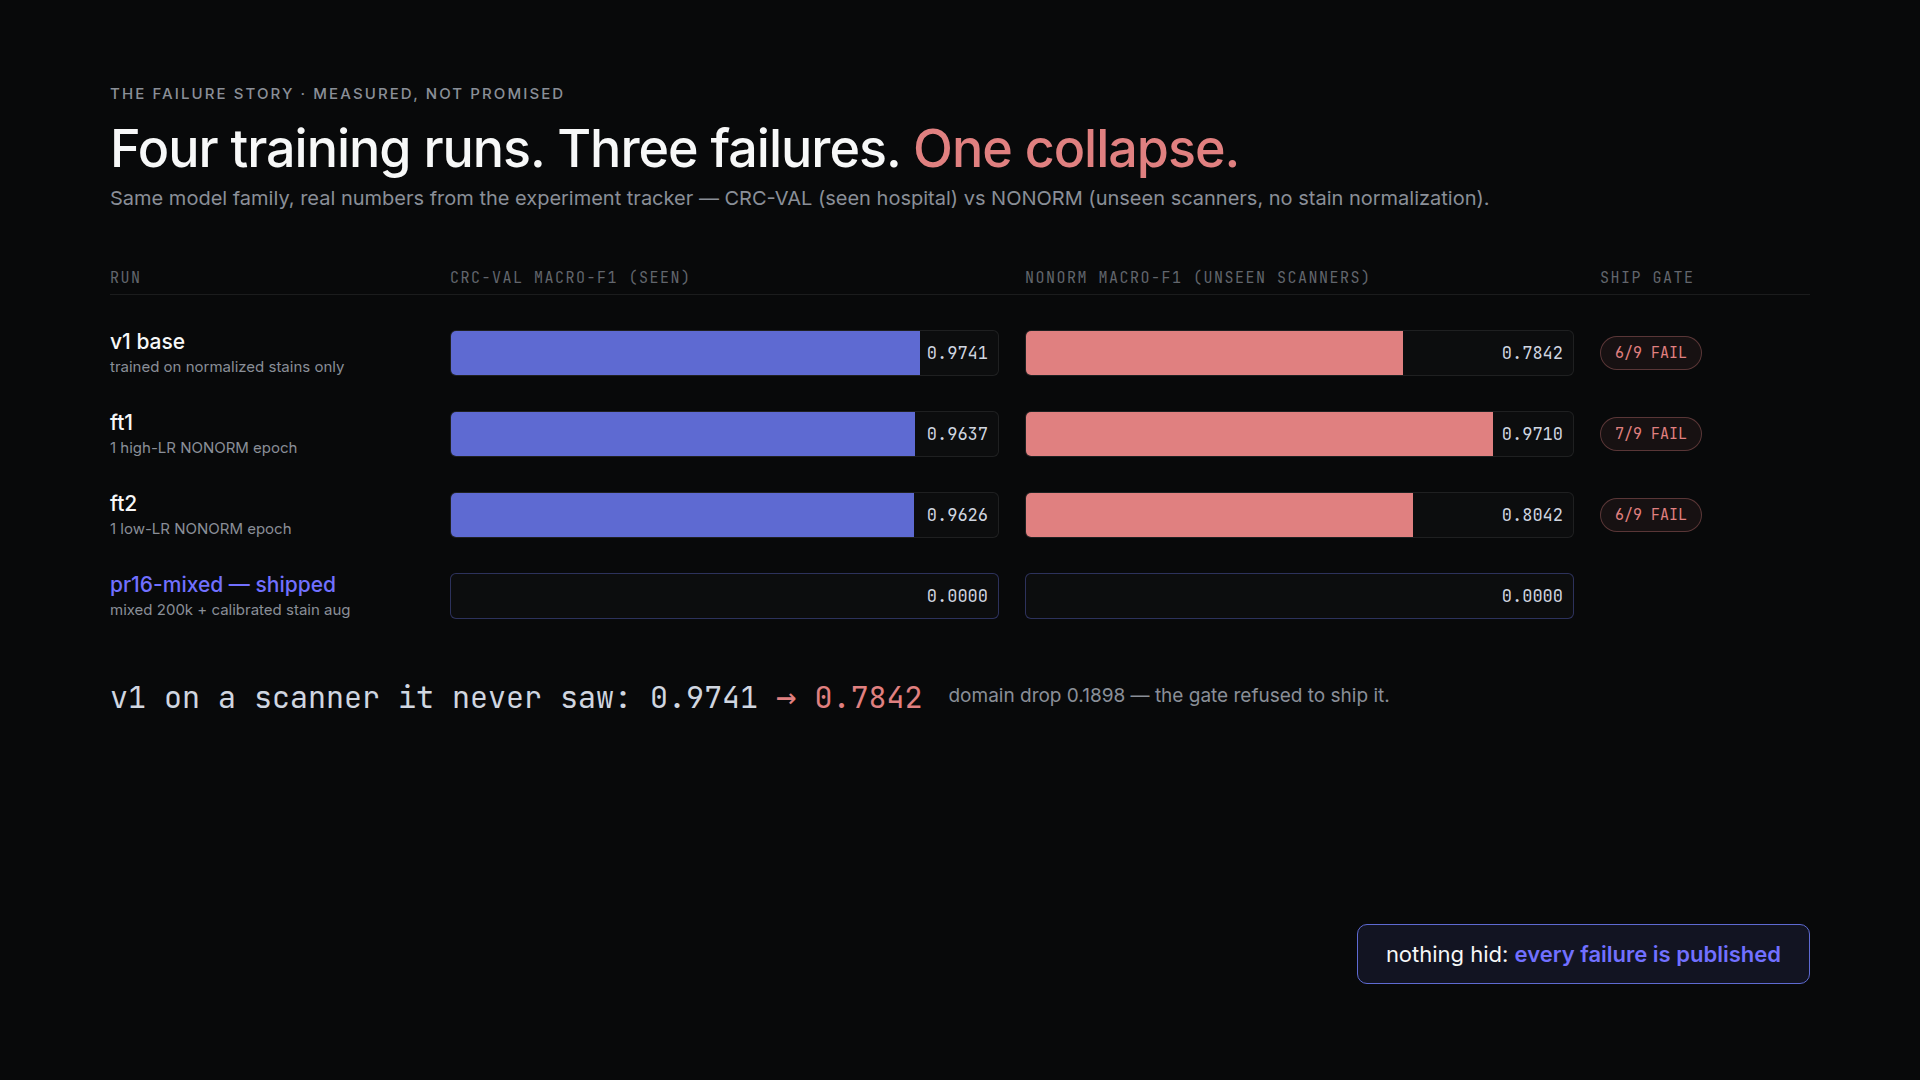 THE FAILURE STORY · MEASURED, NOT PROMISED
Four training runs. Three failures. One collapse.
Same model family, real numbers from the experiment tracker — CRC-VAL (seen hospital) vs NONORM (unseen scanners, no stain normalization).
RUN CRC-VAL MACRO-F1 (SEEN) NONORM MACRO-F1 (UNSEEN SCANNERS) SHIP GATE
v1 base
trained on normalized stains only
0.9741 0.7842 6/9 FAIL
ft1
1 high-LR NONORM epoch
0.9637 0.9710 7/9 FAIL
ft2
1 low-LR NONORM epoch
0.9626 0.8042 6/9 FAIL
pr16-mixed — shipped
mixed 200k + calibrated stain aug
0.0000 0.0000
v1 on a scanner it never saw: 0.9741 → 0.7842 domain drop 0.1898 — the gate refused to ship it.
nothing hid: every failure is published